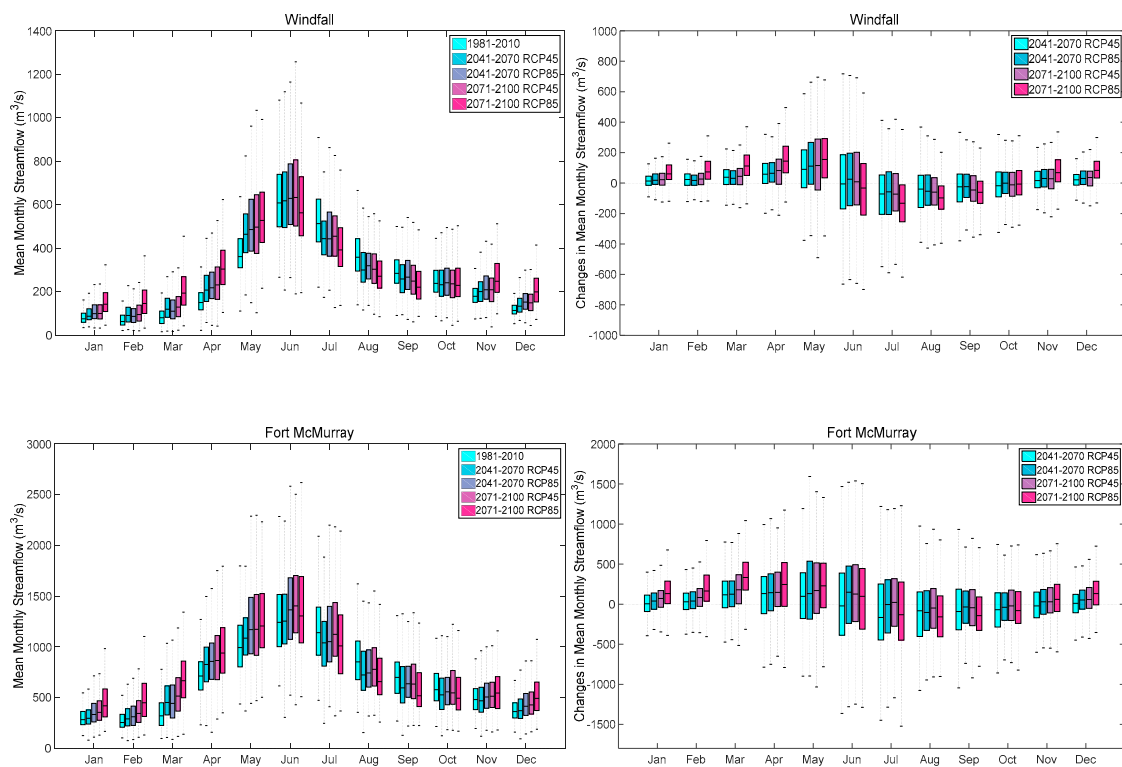 Windfall
Mean Monthly Streamflow (m³/s)
1400
1200
1000
800
600
400
200
0
Jan Feb Mar Apr May Jun Jul Aug Sep Oct Nov Dec
1981-2010
2041-2070 RCP45
2041-2070 RCP85
2071-2100 RCP45
2071-2100 RCP85
Windfall
Changes in Mean Monthly Streamflow (m³/s)
1000
800
600
400
200
0
-200
-400
-600
-800
-1000
Jan Feb Mar Apr May Jun Jul Aug Sep Oct Nov Dec
2041-2070 RCP45
2041-2070 RCP85
2071-2100 RCP45
2071-2100 RCP85
Fort McMurray
Mean Monthly Streamflow (m³/s)
3000
2500
2000
1500
1000
500
0
Jan Feb Mar Apr May Jun Jul Aug Sep Oct Nov Dec
1981-2010
2041-2070 RCP45
2041-2070 RCP85
2071-2100 RCP45
2071-2100 RCP85
Fort McMurray
Changes in Mean Monthly Streamflow (m³/s)
2000
1500
1000
500
0
-500
-1000
-1500
Jan Feb Mar Apr May Jun Jul Aug Sep Oct Nov Dec
2041-2070 RCP45
2041-2070 RCP85
2071-2100 RCP45
2071-2100 RCP85